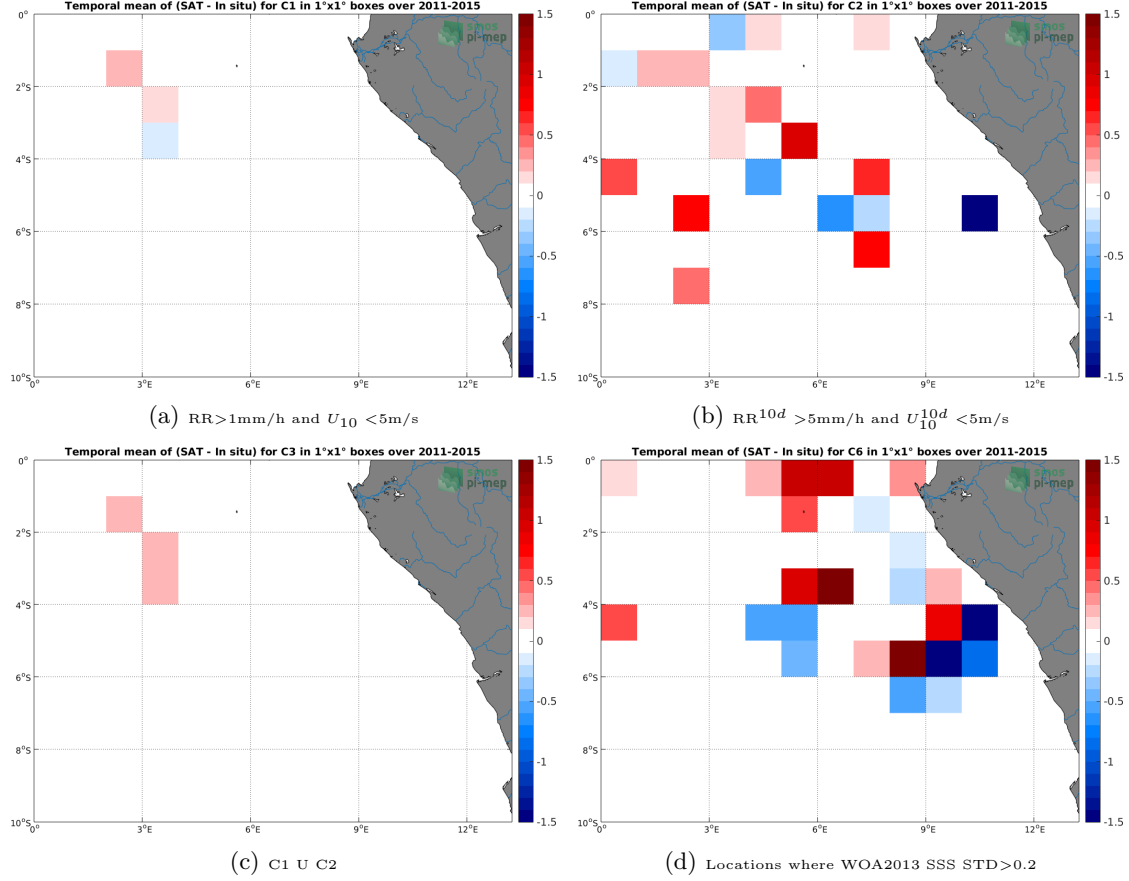 Temporal mean of (SAT - In situ) for C1 in 1°x1° boxes over 2011-2015
smos
pi-mep
0°
2°S
4°S
6°S
8°S
10°S
0°
3°E
6°E
9°E
12°E
1.5
1
0.5
0
-0.5
-1
-1.5
(a) RR>1mm/h and U10 <5m/s
Temporal mean of (SAT - In situ) for C2 in 1°x1° boxes over 2011-2015
smos
pi-mep
0°
2°S
4°S
6°S
8°S
10°S
0°
3°E
6°E
9°E
12°E
1.5
1
0.5
0
-0.5
-1
-1.5
(b) RR10d >5mm/h and U10d10 <5m/s
Temporal mean of (SAT - In situ) for C3 in 1°x1° boxes over 2011-2015
smos
pi-mep
0°
2°S
4°S
6°S
8°S
10°S
0°
3°E
6°E
9°E
12°E
1.5
1
0.5
0
-0.5
-1
-1.5
(c) C1 U C2
Temporal mean of (SAT - In situ) for C6 in 1°x1° boxes over 2011-2015
smos
pi-mep
0°
2°S
4°S
6°S
8°S
10°S
0°
3°E
6°E
9°E
12°E
1.5
1
0.5
0
-0.5
-1
-1.5
(d) Locations where WOA2013 SSS STD>0.2